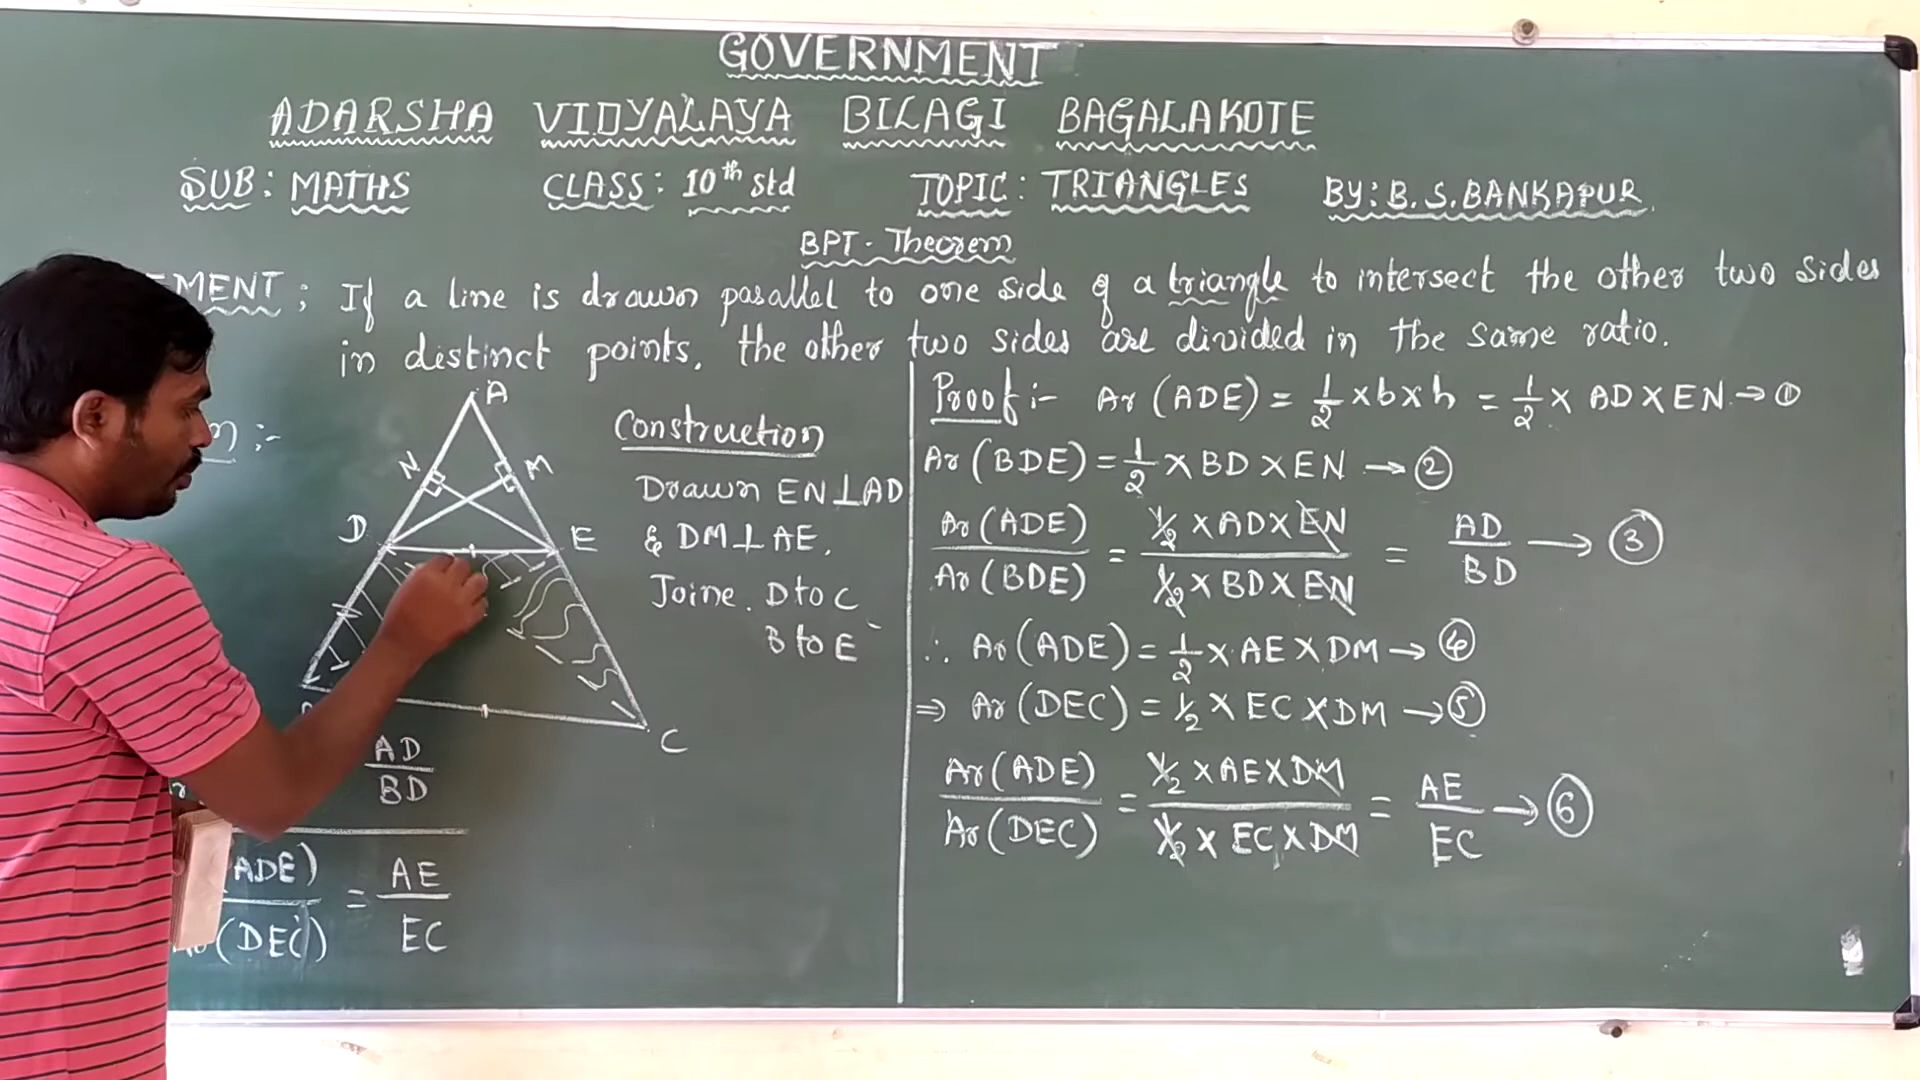 GOVERNMENT
ADARSHA VIDYALAYA BILAGI BAGALAKOTE
SUB: MATHS CLASS: 10th std TOPIC: TRIANGLES BY: B.S.BANKAPUR.
BPT- Theorem
EMENT; If a line is drawn parallel to one side of a triangle to intersect the other two sides
in distinct points, the other two sides are divided in the same ratio.
:-
A
N M
D E
C
AD
BD
(ADE) = AE
Ar(DEC) EC
Construction
Drawn EN⊥AD
& DM⊥AE,
Joine. D to C
B to E
Proof:- Ar (ADE) = 1/2 × b × h = 1/2 × AD × EN → ①
Ar (BDE) = 1/2 × BD × EN → ②
Ar (ADE) / Ar (BDE) = 1/2 × AD × EN / 1/2 × BD × EN = AD / BD → ③
∴ Ar (ADE) = 1/2 × AE × DM → ④
⇒ Ar (DEC) = 1/2 × EC × DM → ⑤
Ar (ADE) / Ar (DEC) = 1/2 × AE × DM / 1/2 × EC × DM = AE / EC → ⑥